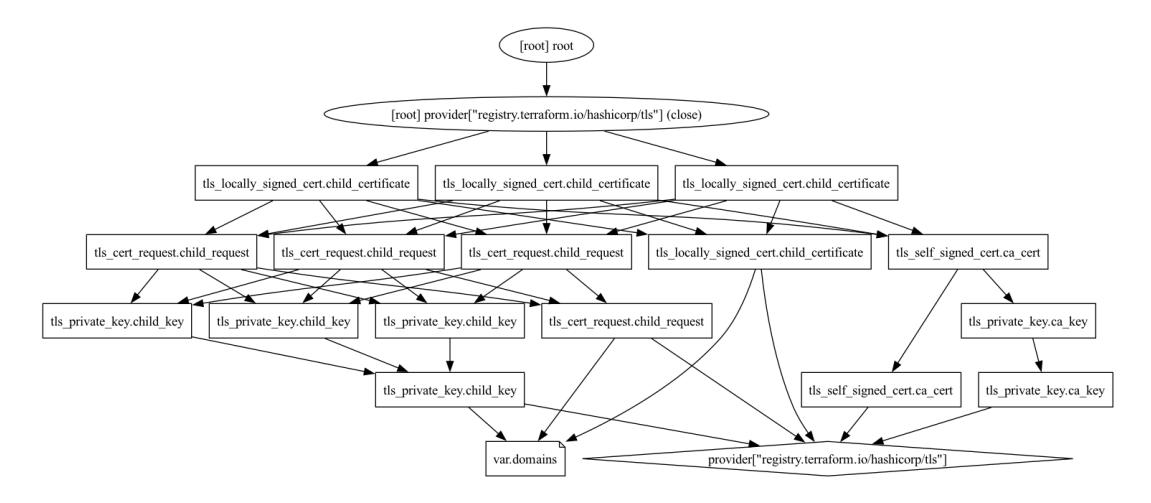 [root] root
[root] provider["registry.terraform.io/hashicorp/tls"] (close)
tls_locally_signed_cert.child_certificate
tls_locally_signed_cert.child_certificate
tls_locally_signed_cert.child_certificate
tls_cert_request.child_request
tls_cert_request.child_request
tls_cert_request.child_request
tls_locally_signed_cert.child_certificate
tls_self_signed_cert.ca_cert
tls_private_key.child_key
tls_private_key.child_key
tls_private_key.child_key
tls_cert_request.child_request
tls_private_key.ca_key
tls_private_key.child_key
tls_self_signed_cert.ca_cert
tls_private_key.ca_key
var.domains
provider["registry.terraform.io/hashicorp/tls"]